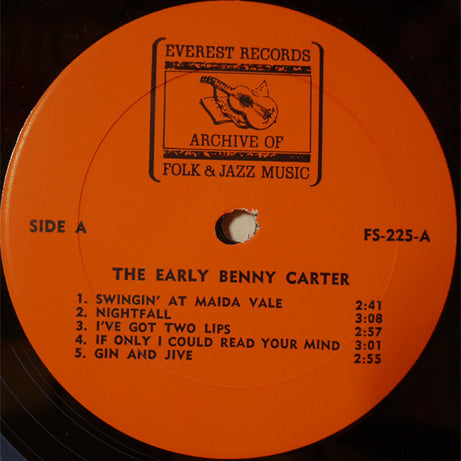 EVEREST RECORDS
ARCHIVE OF
FOLK & JAZZ MUSIC
SIDE A
FS-225-A
THE EARLY BENNY CARTER
1. SWINGIN' AT MAIDA VALE 2:41
2. NIGHTFALL 3:08
3. I'VE GOT TWO LIPS 2:57
4. IF ONLY I COULD READ YOUR MIND 3:01
5. GIN AND JIVE 2:55